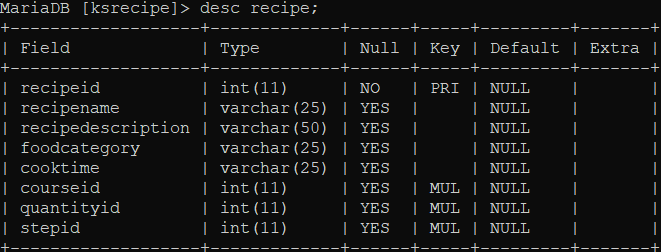 MariaDB [ksrecipe]> desc recipe;
+-------------------+-------------+------+-----+---------+-------+
| Field             | Type        | Null | Key | Default | Extra |
+-------------------+-------------+------+-----+---------+-------+
| recipeid          | int(11)     | NO   | PRI | NULL    |       |
| recipename        | varchar(25) | YES  |     | NULL    |       |
| recipedescription | varchar(50) | YES  |     | NULL    |       |
| foodcategory      | varchar(25) | YES  |     | NULL    |       |
| cooktime          | varchar(25) | YES  |     | NULL    |       |
| courseid          | int(11)     | YES  | MUL | NULL    |       |
| quantityid        | int(11)     | YES  | MUL | NULL    |       |
| stepid            | int(11)     | YES  | MUL | NULL    |       |
+-------------------+-------------+------+-----+---------+-------+